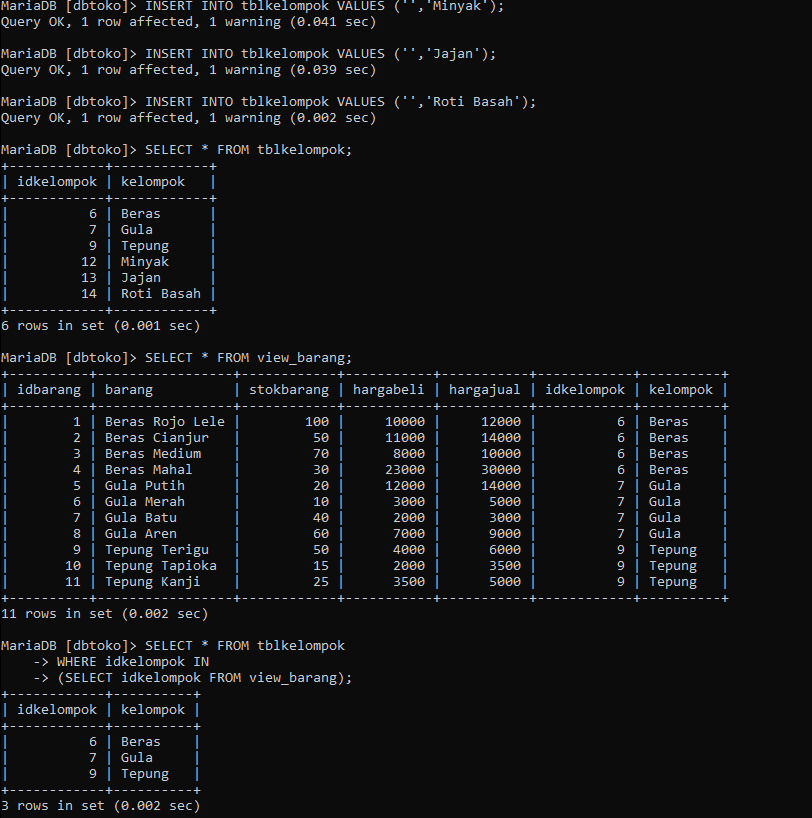 MariaDB [dbtoko]> INSERT INTO tblkelompok VALUES ('','Minyak');
Query OK, 1 row affected, 1 warning (0.041 sec)
MariaDB [dbtoko]> INSERT INTO tblkelompok VALUES ('','Jajan');
Query OK, 1 row affected, 1 warning (0.039 sec)
MariaDB [dbtoko]> INSERT INTO tblkelompok VALUES ('','Roti Basah');
Query OK, 1 row affected, 1 warning (0.002 sec)
MariaDB [dbtoko]> SELECT * FROM tblkelompok;
+------------+------------+
| idkelompok | kelompok   |
+------------+------------+
|          6 | Beras      |
|          7 | Gula       |
|          9 | Tepung     |
|         12 | Minyak     |
|         13 | Jajan      |
|         14 | Roti Basah |
+------------+------------+
6 rows in set (0.001 sec)
MariaDB [dbtoko]> SELECT * FROM view_barang;
+----------+-----------------+------------+-----------+-----------+------------+----------+
| idbarang | barang          | stokbarang | hargabeli | hargajual | idkelompok | kelompok |
+----------+-----------------+------------+-----------+-----------+------------+----------+
|        1 | Beras Rojo Lele |        100 |     10000 |     12000 |          6 | Beras    |
|        2 | Beras Cianjur   |         50 |     11000 |     14000 |          6 | Beras    |
|        3 | Beras Medium    |         70 |      8000 |     10000 |          6 | Beras    |
|        4 | Beras Mahal     |         30 |     23000 |     30000 |          6 | Beras    |
|        5 | Gula Putih      |         20 |     12000 |     14000 |          7 | Gula     |
|        6 | Gula Merah      |         10 |      3000 |      5000 |          7 | Gula     |
|        7 | Gula Batu       |         40 |      2000 |      3000 |          7 | Gula     |
|        8 | Gula Aren       |         60 |      7000 |      9000 |          7 | Gula     |
|        9 | Tepung Terigu   |         50 |      4000 |      6000 |          9 | Tepung   |
|       10 | Tepung Tapioka  |         15 |      2000 |      3500 |          9 | Tepung   |
|       11 | Tepung Kanji    |         25 |      3500 |      5000 |          9 | Tepung   |
+----------+-----------------+------------+-----------+-----------+------------+----------+
11 rows in set (0.002 sec)
MariaDB [dbtoko]> SELECT * FROM tblkelompok
    -> WHERE idkelompok IN
    -> (SELECT idkelompok FROM view_barang);
+------------+----------+
| idkelompok | kelompok |
+------------+----------+
|          6 | Beras    |
|          7 | Gula     |
|          9 | Tepung   |
+------------+----------+
3 rows in set (0.002 sec)